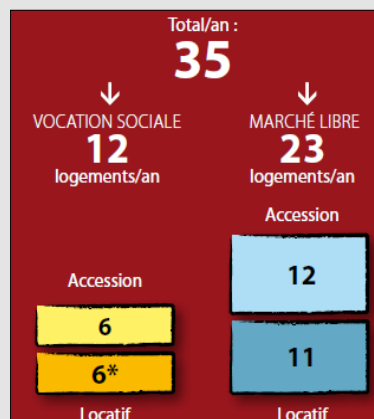 Total/an :
35
VOCATION SOCIALE
12
logements/an
MARCHÉ LIBRE
23
logements/an
Accession
6
6*
Locatif
Accession
12
11
Locatif